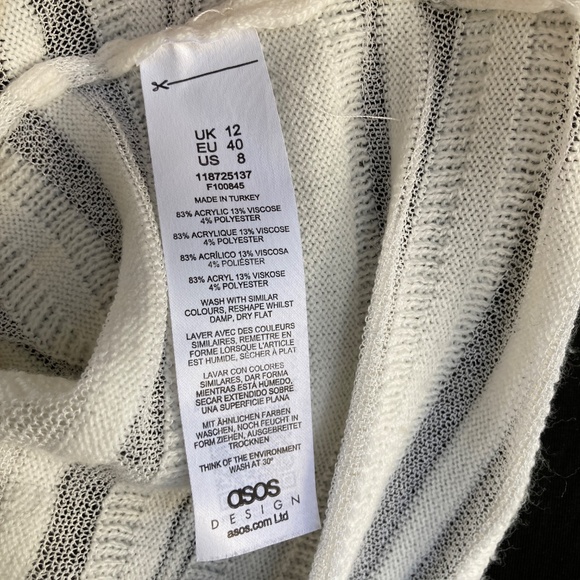 UK 12
EU 40
US 8
118725137
F100845
MADE IN TURKEY
83% ACRYLIC 13% VISCOSE
4% POLYESTER
83% ACRYLIQUE 13% VISCOSE
4% POLYESTER
83% ACRÍLICO 13% VISCOSA
4% POLIÉSTER
83% ACRYL 13% VISKOSE
4% POLYESTER
WASH WITH SIMILAR
COLOURS, RESHAPE WHILST
DAMP, DRY FLAT
LAVER AVEC DES COULEURS
SIMILAIRES, REMETTRE EN
FORME LORSQUE L'ARTICLE
EST HUMIDE, SÉCHER À PLAT
LAVAR CON COLORES
SIMILARES, DAR FORMA
MIENTRAS ESTÁ HÚMEDO,
SECAR EXTENDIDO SOBRE
UNA SUPERFICIE PLANA
MIT ÄHNLICHEN FARBEN
WASCHEN, NOCH FEUCHT IN
FORM ZIEHEN, AUSGEBREITET
TROCKNEN
THINK OF THE ENVIRONMENT
WASH AT 30°
asos
DESIGN
asos.com Ltd